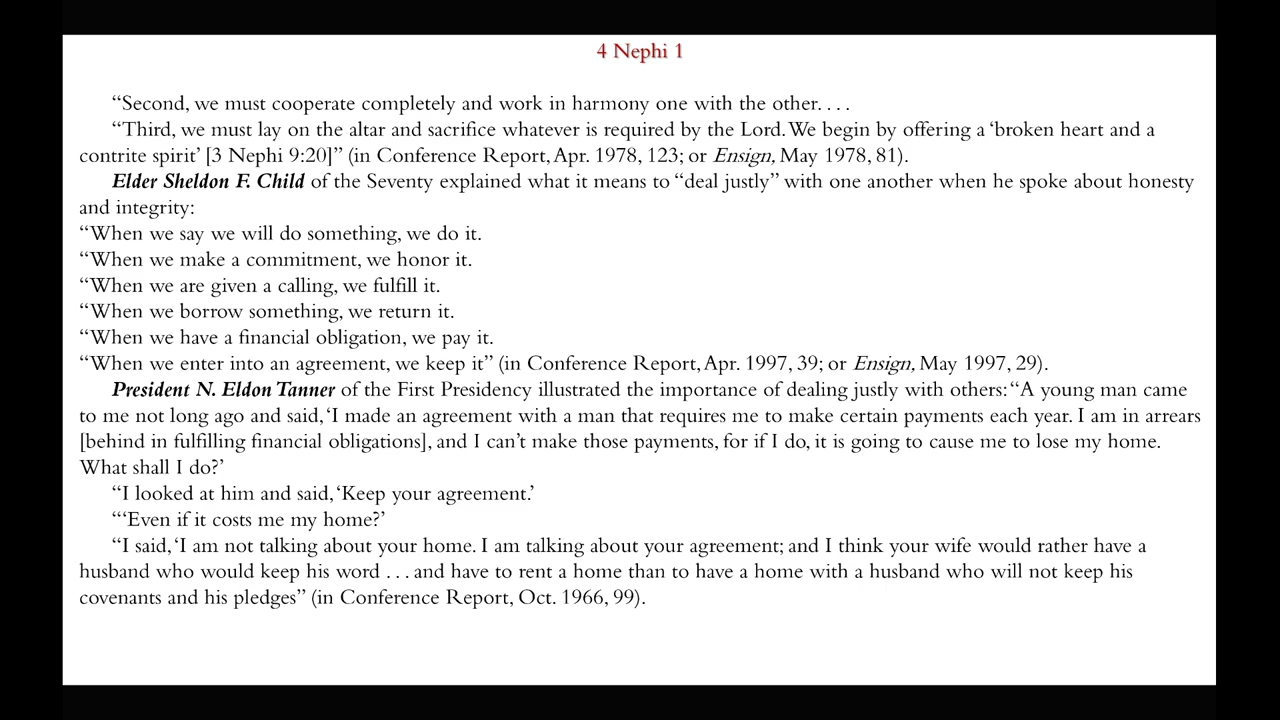 4 Nephi 1
“Second, we must cooperate completely and work in harmony one with the other. . . .
“Third, we must lay on the altar and sacrifice whatever is required by the Lord. We begin by offering a ‘broken heart and a
contrite spirit’ [3 Nephi 9:20]” (in Conference Report, Apr. 1978, 123; or Ensign, May 1978, 81).
Elder Sheldon F. Child of the Seventy explained what it means to “deal justly” with one another when he spoke about honesty
and integrity:
“When we say we will do something, we do it.
“When we make a commitment, we honor it.
“When we are given a calling, we fulfill it.
“When we borrow something, we return it.
“When we have a financial obligation, we pay it.
“When we enter into an agreement, we keep it” (in Conference Report, Apr. 1997, 39; or Ensign, May 1997, 29).
President N. Eldon Tanner of the First Presidency illustrated the importance of dealing justly with others: “A young man came
to me not long ago and said, ‘I made an agreement with a man that requires me to make certain payments each year. I am in arrears
[behind in fulfilling financial obligations], and I can’t make those payments, for if I do, it is going to cause me to lose my home.
What shall I do?’
“I looked at him and said, ‘Keep your agreement.’
“‘Even if it costs me my home?’
“I said, ‘I am not talking about your home. I am talking about your agreement; and I think your wife would rather have a
husband who would keep his word . . . and have to rent a home than to have a home with a husband who will not keep his
covenants and his pledges” (in Conference Report, Oct. 1966, 99).